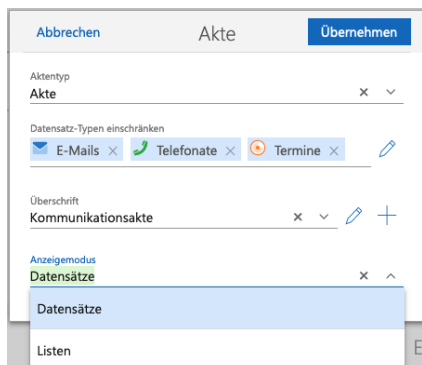 Abbrechen Akte Übernehmen
Aktentyp
Akte
Datensatz-Typen einschränken
E-Mails Telefonate Termine
Überschrift
Kommunikationsakte
Anzeigemodus
Datensätze
Datensätze
Listen
E